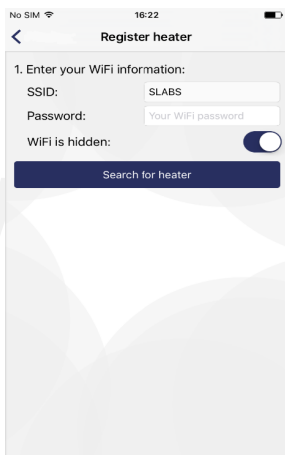 No SIM 16:22
Register heater
1. Enter your WiFi information:
SSID: SLABS
Password: Your WiFi password
WiFi is hidden:
Search for heater